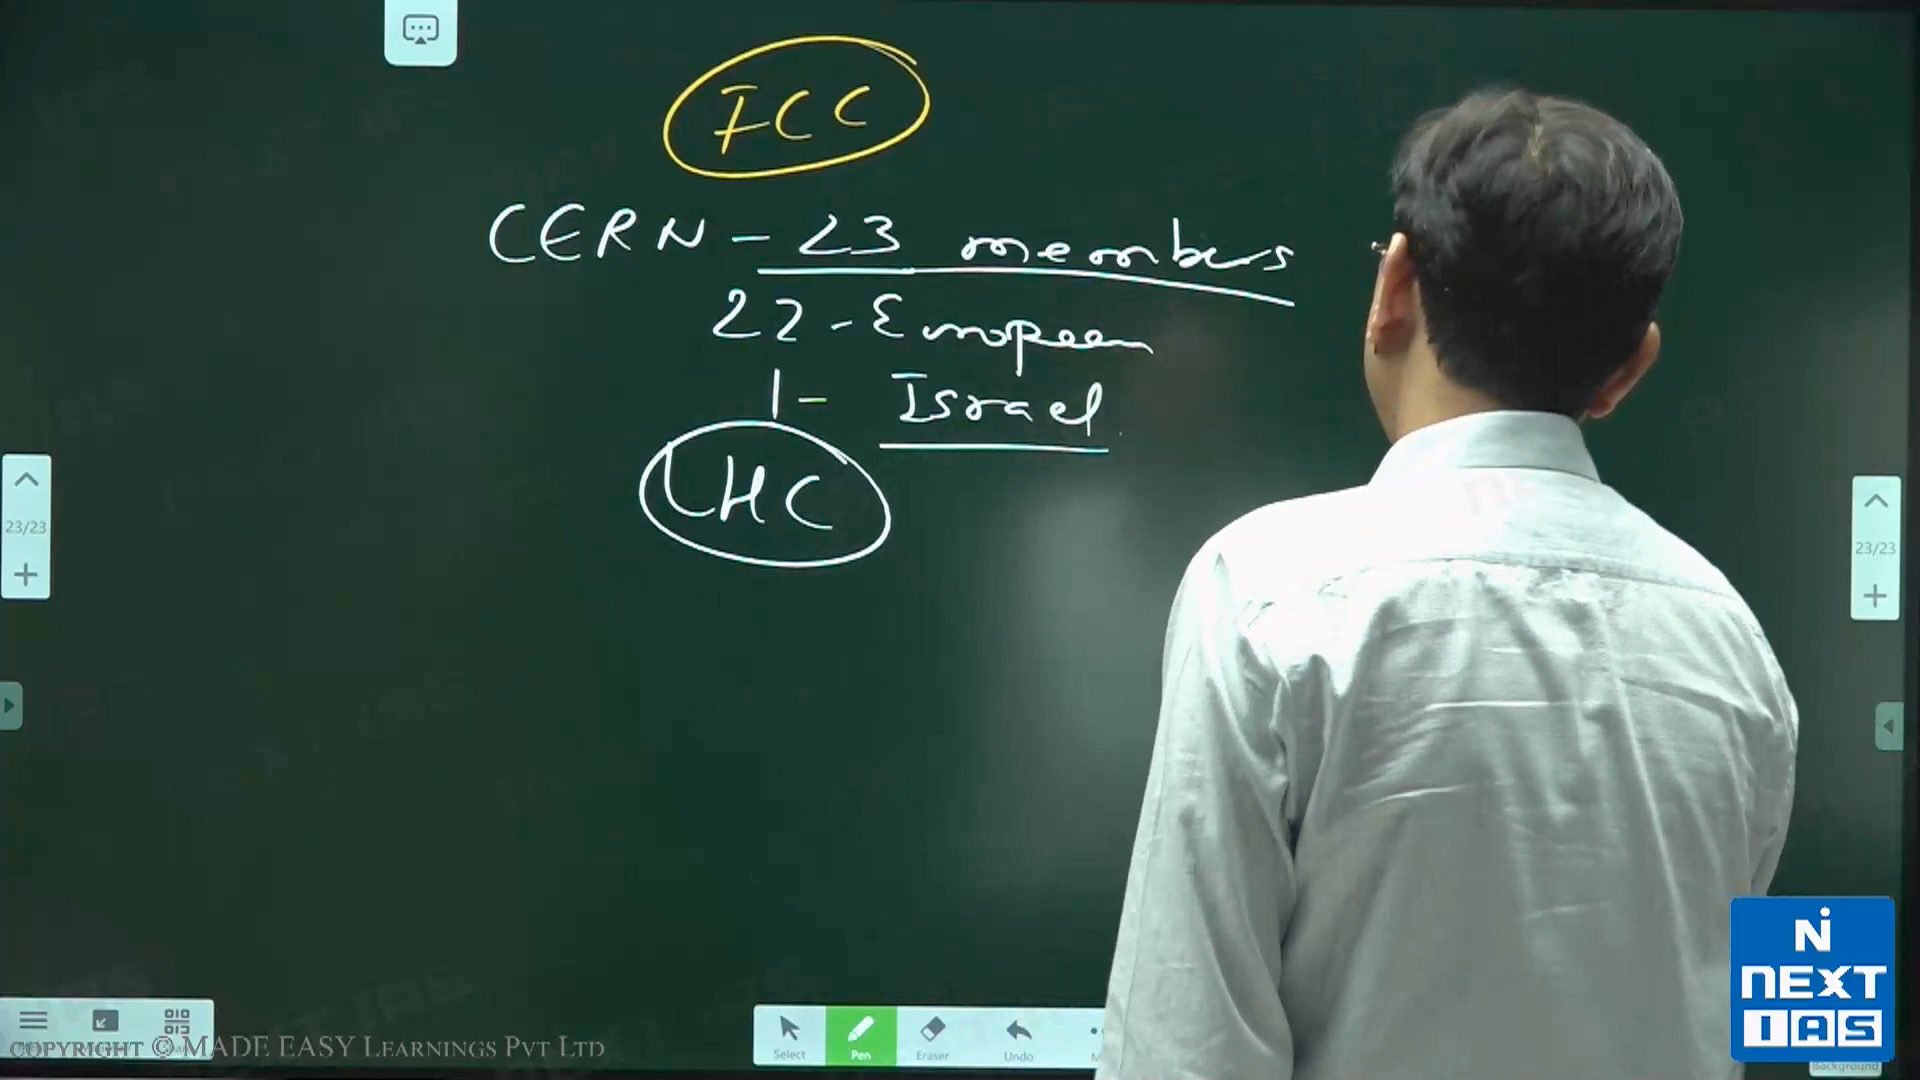 FCC
CERN - 23 members
22 - European
1 - Israel
LHC
23/23
23/23
Select
Pen
Eraser
Undo
Background
COPYRIGHT © MADE EASY LEARNINGS PVT LTD
N
NEXT
IAS